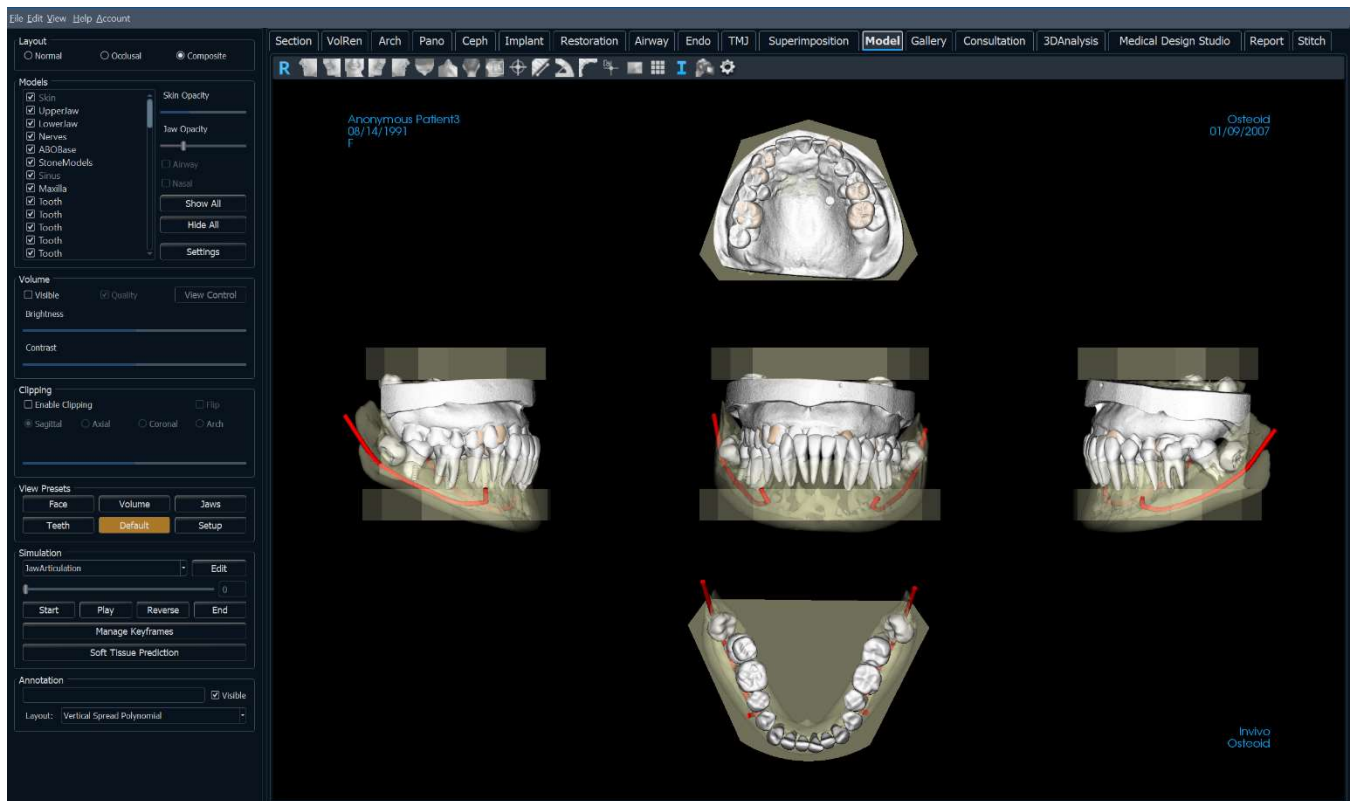 File Edit View Help Account
Layout
Normal Occlusal Composite
Models
Skin
UpperJaw
LowerJaw
Nerves
ABOBase
StoneModels
Sinus
Maxilla
Tooth
Tooth
Tooth
Tooth
Tooth
Skin Opacity
Jaw Opacity
Airway
Nasal
Show All
Hide All
Settings
Volume
Visible Quality View Control
Brightness
Contrast
Clipping
Enable Clipping Flip
Sagittal Axial Coronal Arch
View Presets
Face Volume Jaws
Teeth Default Setup
Simulation
JawArticulation Edit
0
Start Play Reverse End
Manage Keyframes
Soft Tissue Prediction
Annotation
Visible
Layout: Vertical Spread Polynomial
Section VolRen Arch Pano Ceph Implant Restoration Airway Endo TMJ Superimposition Model Gallery Consultation 3DAnalysis Medical Design Studio Report Stitch
R I
Anonymous Patient3
08/14/1991
F
Osteoid
01/09/2007
Invivo
Osteoid